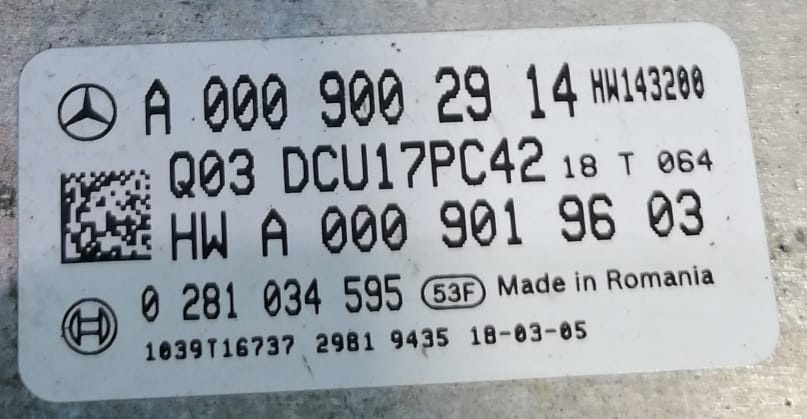 A 000 900 29 14 HW143200
Q03 DCU17PC42 18 T 064
HW A 000 901 96 03
0 281 034 595 53F Made in Romania
1039T16737 2981 9435 18-03-05